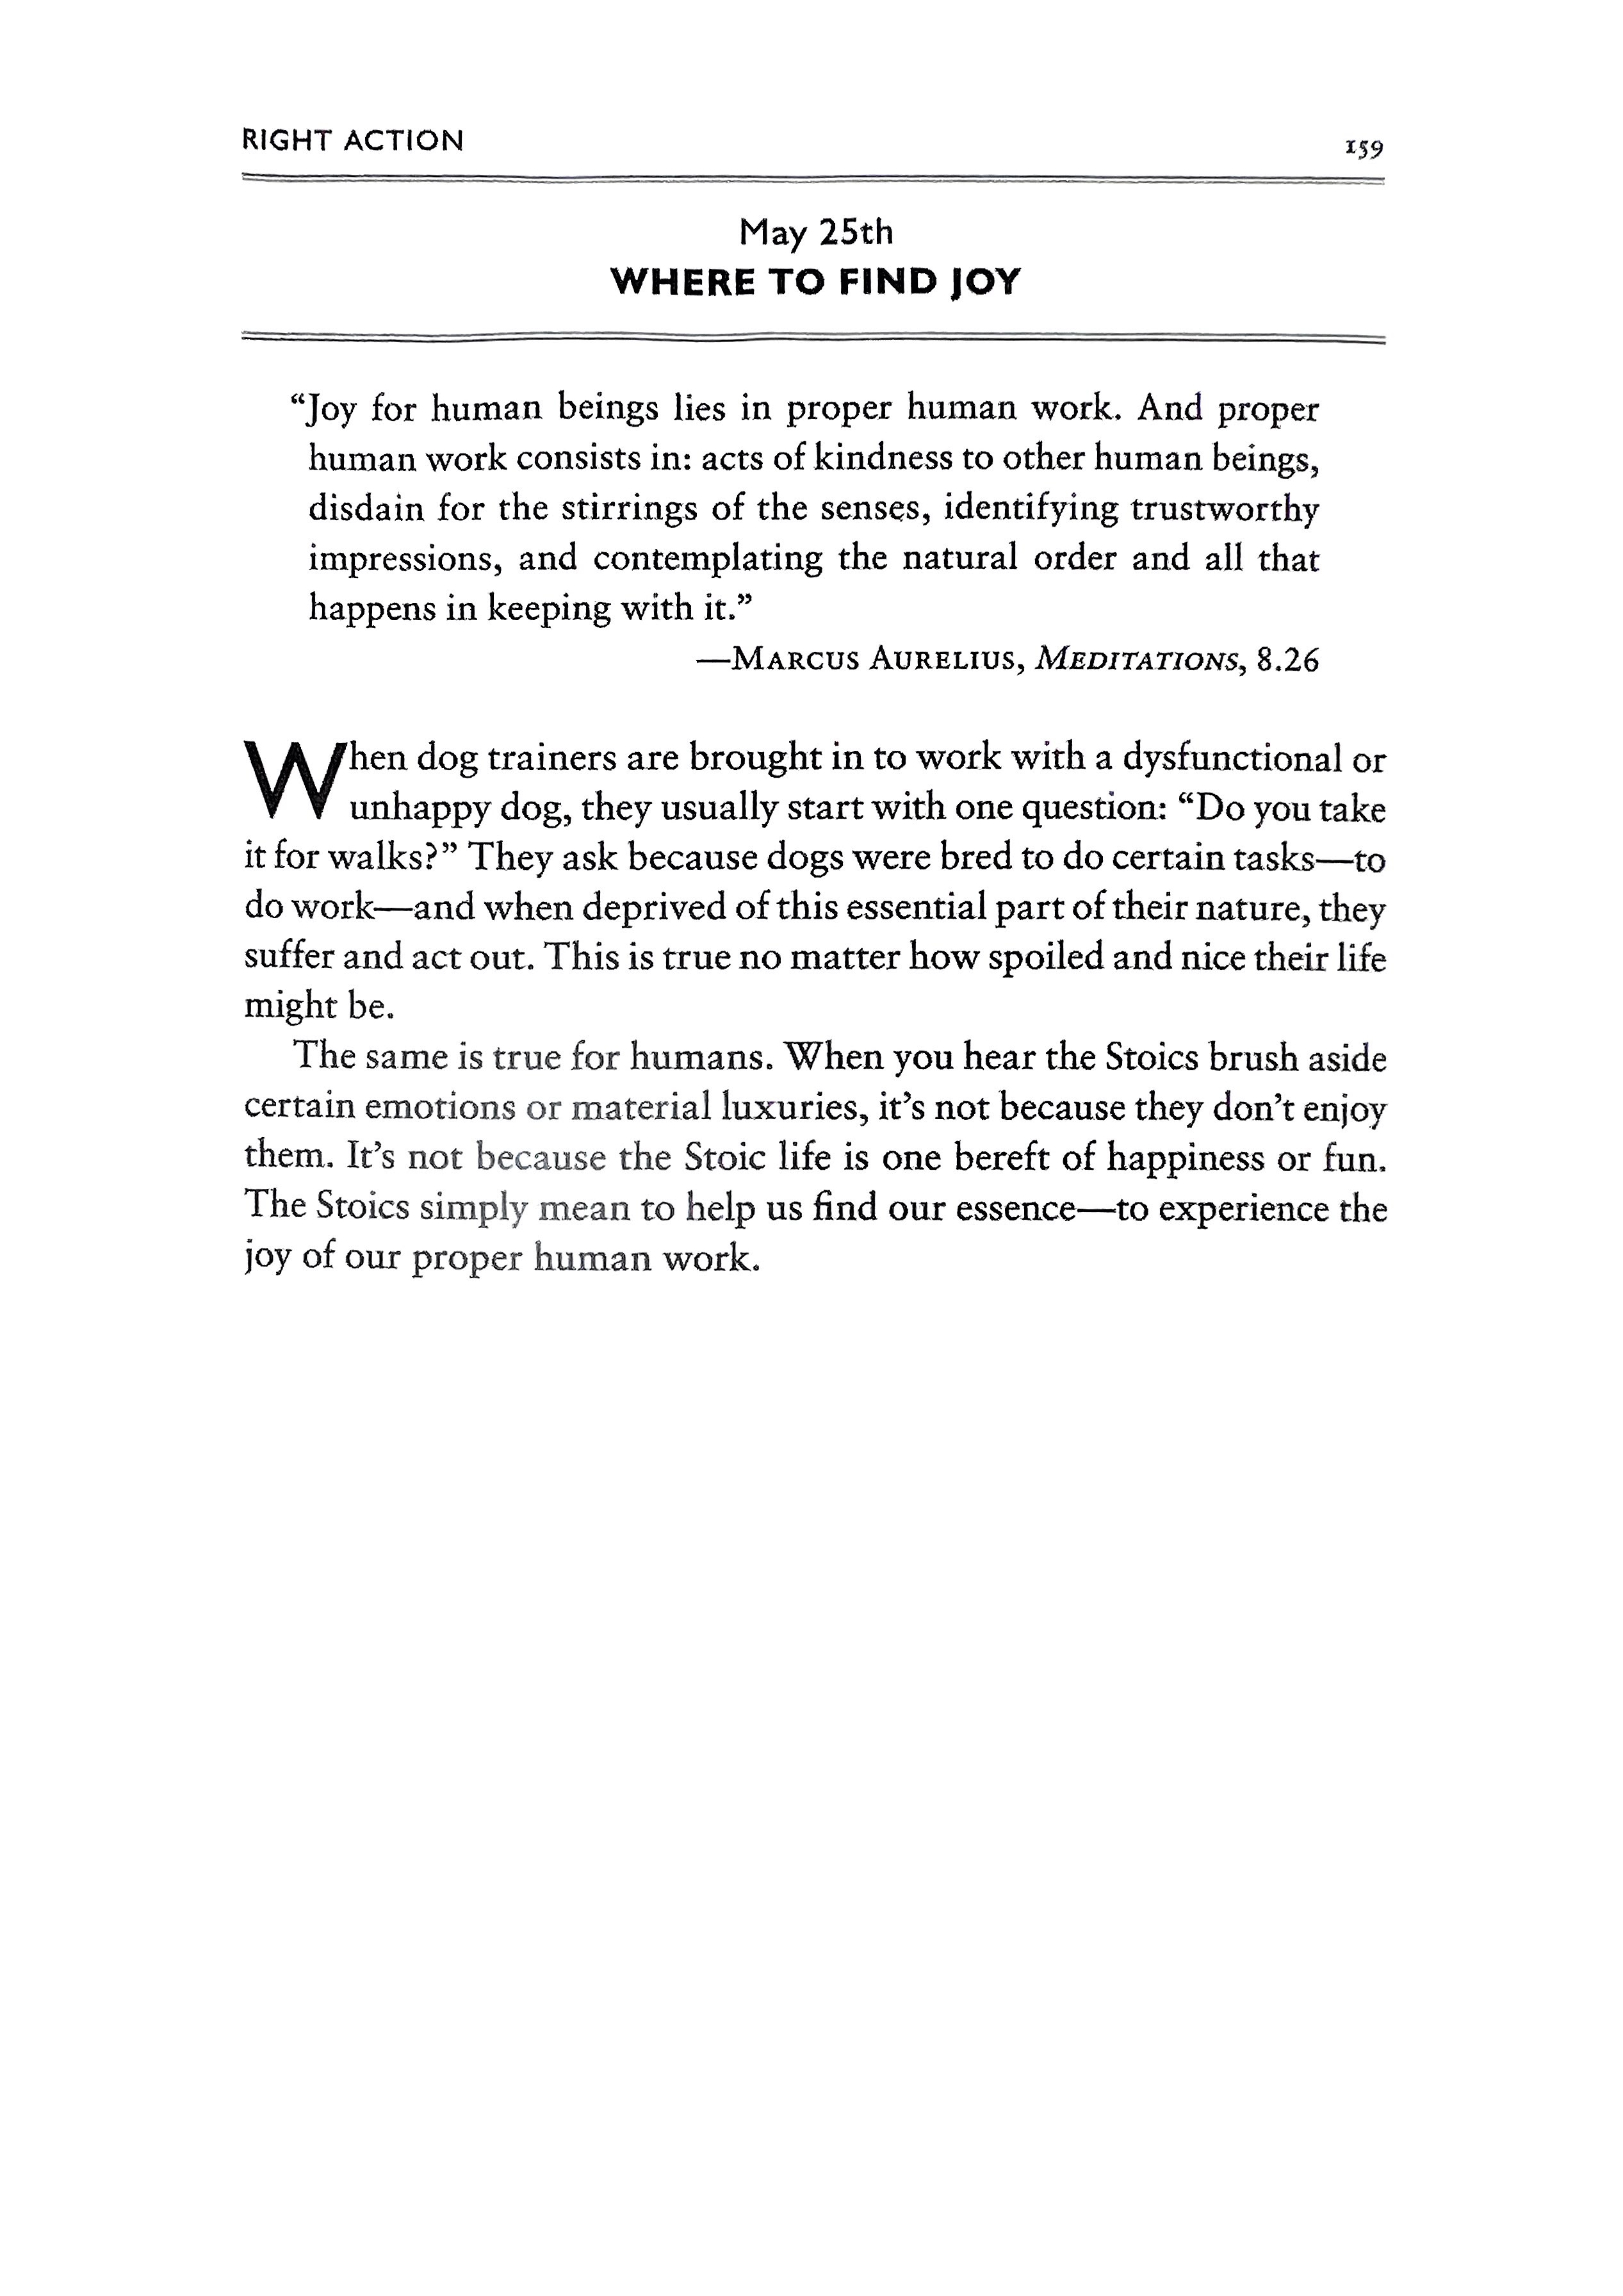 RIGHT ACTION 159
May 25th
WHERE TO FIND JOY
“Joy for human beings lies in proper human work. And proper
human work consists in: acts of kindness to other human beings,
disdain for the stirrings of the senses, identifying trustworthy
impressions, and contemplating the natural order and all that
happens in keeping with it.”
—MARCUS AURELIUS, MEDITATIONS, 8.26
When dog trainers are brought in to work with a dysfunctional or
unhappy dog, they usually start with one question: “Do you take
it for walks?” They ask because dogs were bred to do certain tasks—to
do work—and when deprived of this essential part of their nature, they
suffer and act out. This is true no matter how spoiled and nice their life
might be.
The same is true for humans. When you hear the Stoics brush aside
certain emotions or material luxuries, it’s not because they don’t enjoy
them. It’s not because the Stoic life is one bereft of happiness or fun.
The Stoics simply mean to help us find our essence—to experience the
joy of our proper human work.